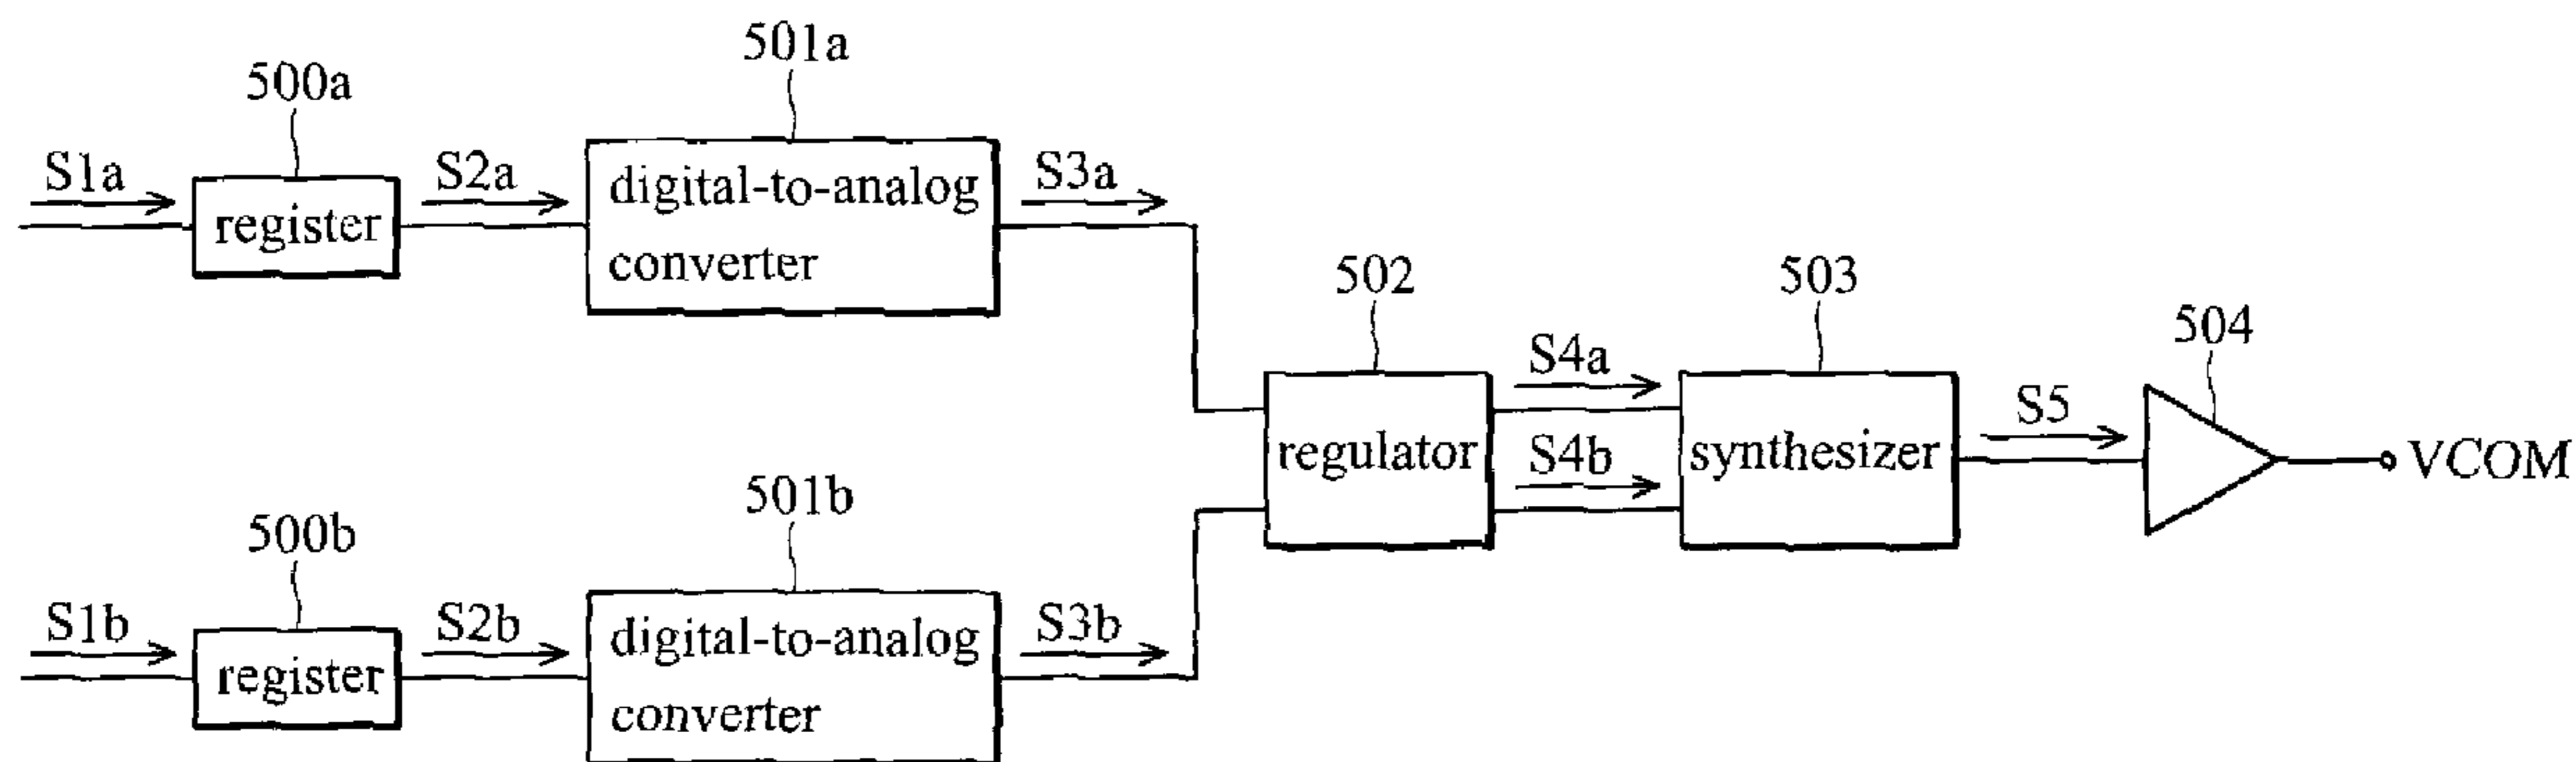 501a
500a
S1a
S2a
S3a
register
digital-to-analog
converter
502
503
504
S4a
S4b
S5
regulator
synthesizer
VCOM
501b
500b
S1b
S2b
S3b
register
digital-to-analog
converter